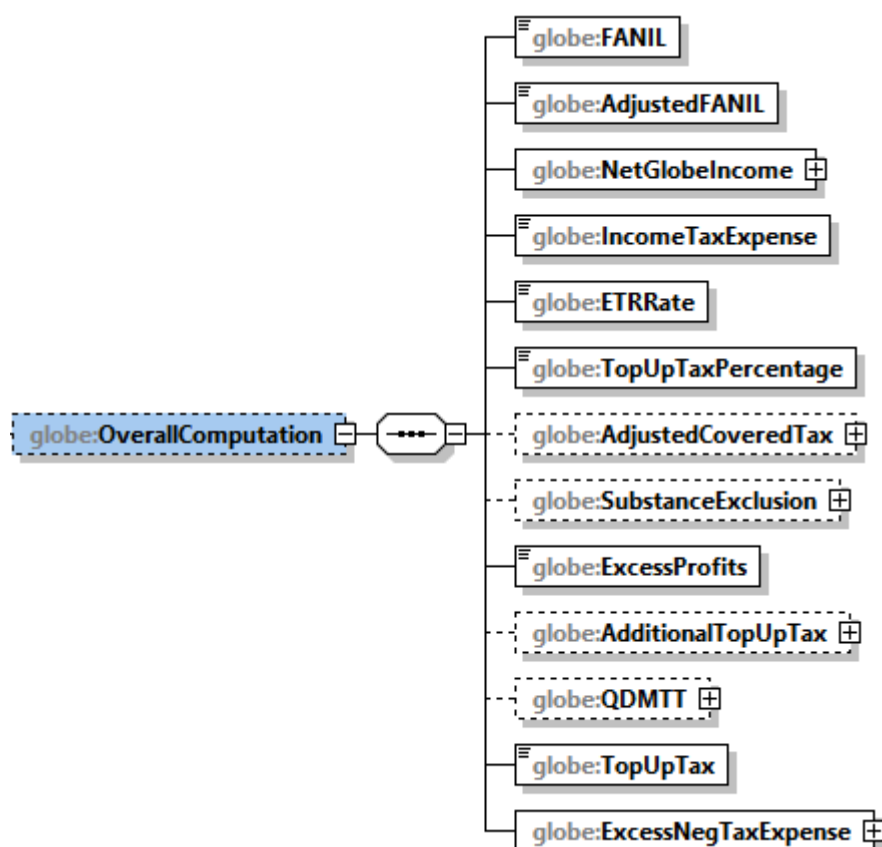 globe:FANIL
globe:AdjustedFANIL
globe:NetGlobeIncome
globe:IncomeTaxExpense
globe:ETRRate
globe:TopUpTaxPercentage
globe:OverallComputation
globe:AdjustedCoveredTax
globe:SubstanceExclusion
globe:ExcessProfits
globe:AdditionalTopUpTax
globe:QDMTT
globe:TopUpTax
globe:ExcessNegTaxExpense